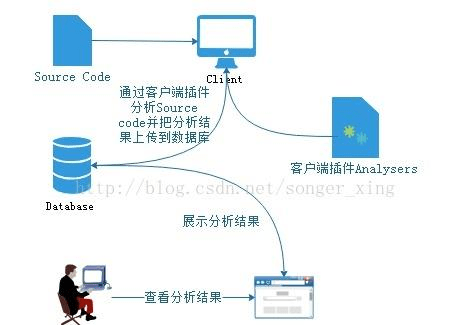 Source Code
Client
通过客户端插件
分析Source
code并把分析结
果上传到数据库
客户端插件Analysers
http://blog.csdn.net/songer_xing
Database
展示分析结果
查看分析结果